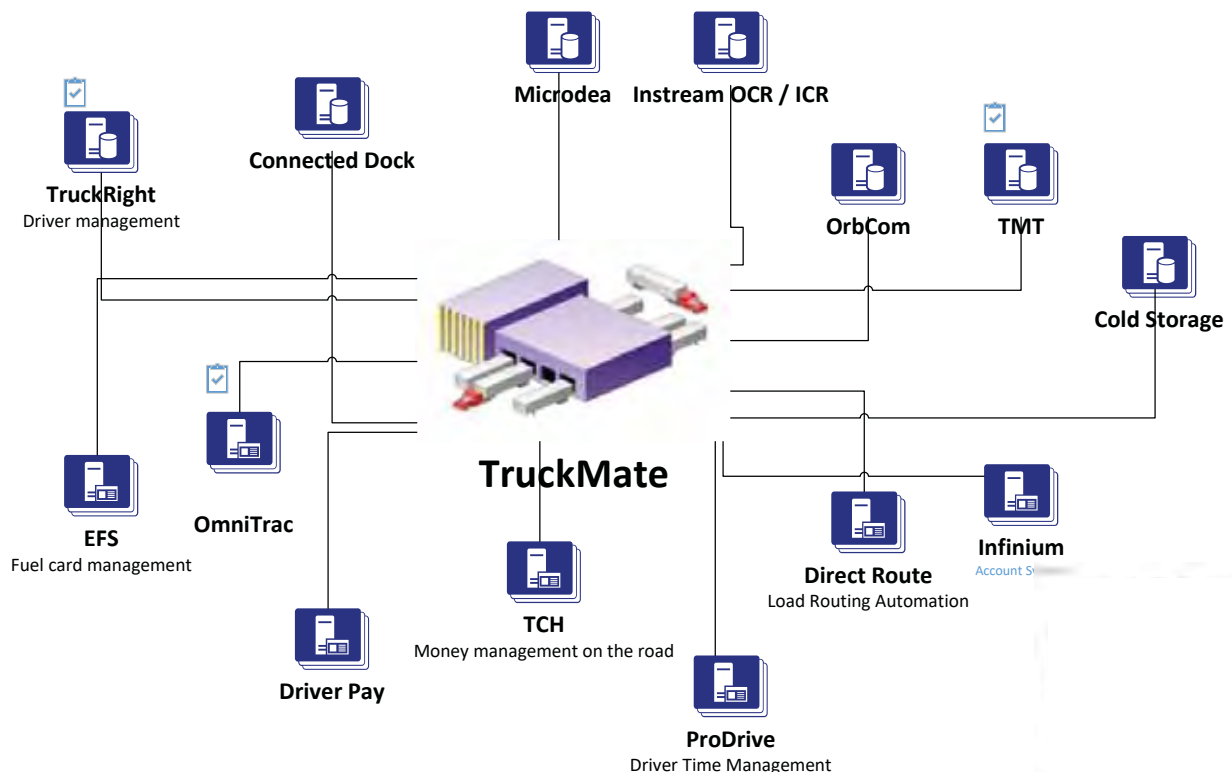 Microdea
Instream OCR / ICR
Connected Dock
TruckRight
Driver management
OrbCom
TMT
Cold Storage
TruckMate
OmniTrac
EFS
Fuel card management
Infinium
Account
Direct Route
Load Routing Automation
TCH
Money management on the road
Driver Pay
ProDrive
Driver Time Management